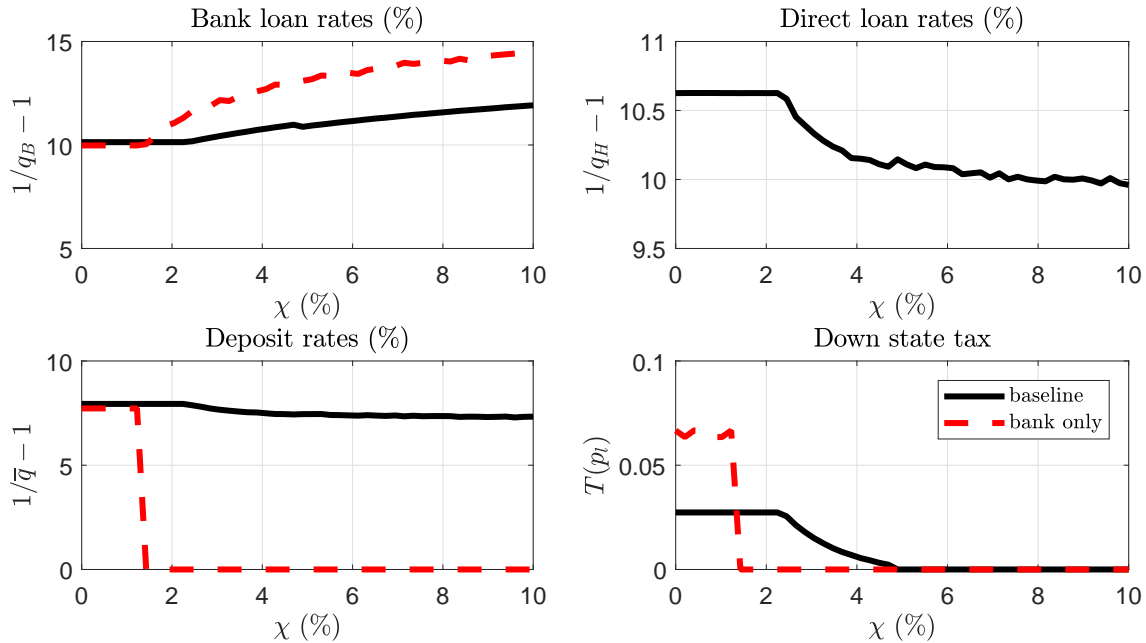 Bank loan rates (%)
1/q_B − 1
15
10
5
0 2 4 6 8 10
χ (%)
Direct loan rates (%)
1/q_H − 1
11
10.5
10
9.5
0 2 4 6 8 10
χ (%)
Deposit rates (%)
1/q̅ − 1
10
5
0
0 2 4 6 8 10
χ (%)
Down state tax
T(p_l)
0.1
0.05
0
baseline
bank only
0 2 4 6 8 10
χ (%)